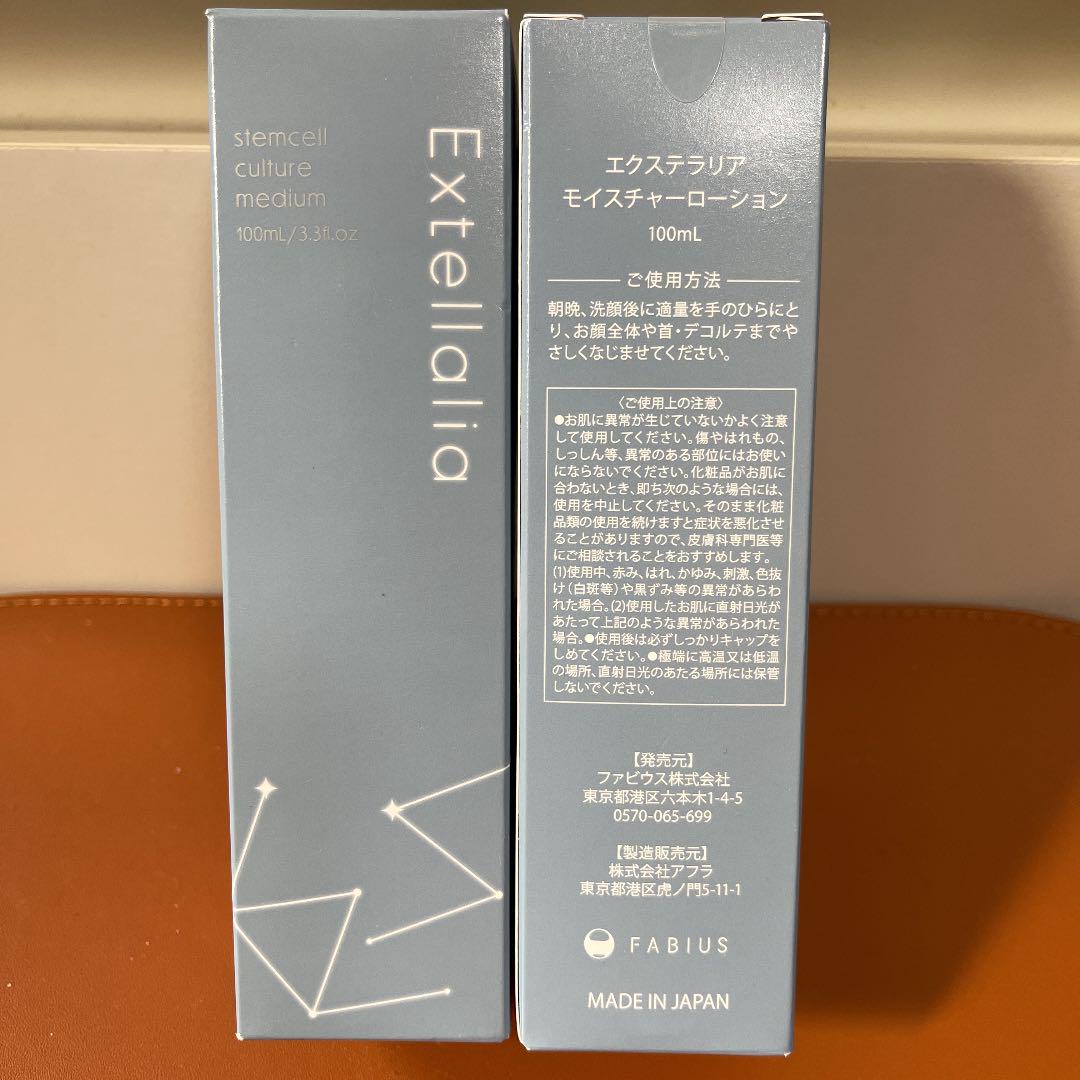 stemcell
culture
medium
100mL/3.3fl.oz
Extellalia
エクステラリア
モイスチャーローション
100mL
ご使用方法
朝晩、洗顔後に適量を手のひらにと
り、お顔全体や首・デコルテまでや
さしくなじませてください。
〈ご使用上の注意〉
●お肌に異常が生じていないかよく注意
して使用してください。傷やはれもの、
しっしん等、異常のある部位にはお使い
にならないでください。化粧品がお肌に
合わないとき、即ち次のような場合には、
使用を中止してください。そのまま化粧
品類の使用を続けますと症状を悪化させ
ることがありますので、皮膚科専門医等
にご相談されることをおすすめします。
(1)使用中、赤み、はれ、かゆみ、刺激、色抜
け(白斑等)や黒ずみ等の異常があらわ
れた場合。(2)使用したお肌に直射日光が
あたって上記のような異常があらわれた
場合。●使用後は必ずしっかりキャップを
しめてください。●極端に高温又は低温
の場所、直射日光のあたる場所には保管
しないでください。
【発売元】
ファビウス株式会社
東京都港区六本木1-4-5
0570-065-699
【製造販売元】
株式会社アフラ
東京都港区虎ノ門5-11-1
FABIUS
MADE IN JAPAN